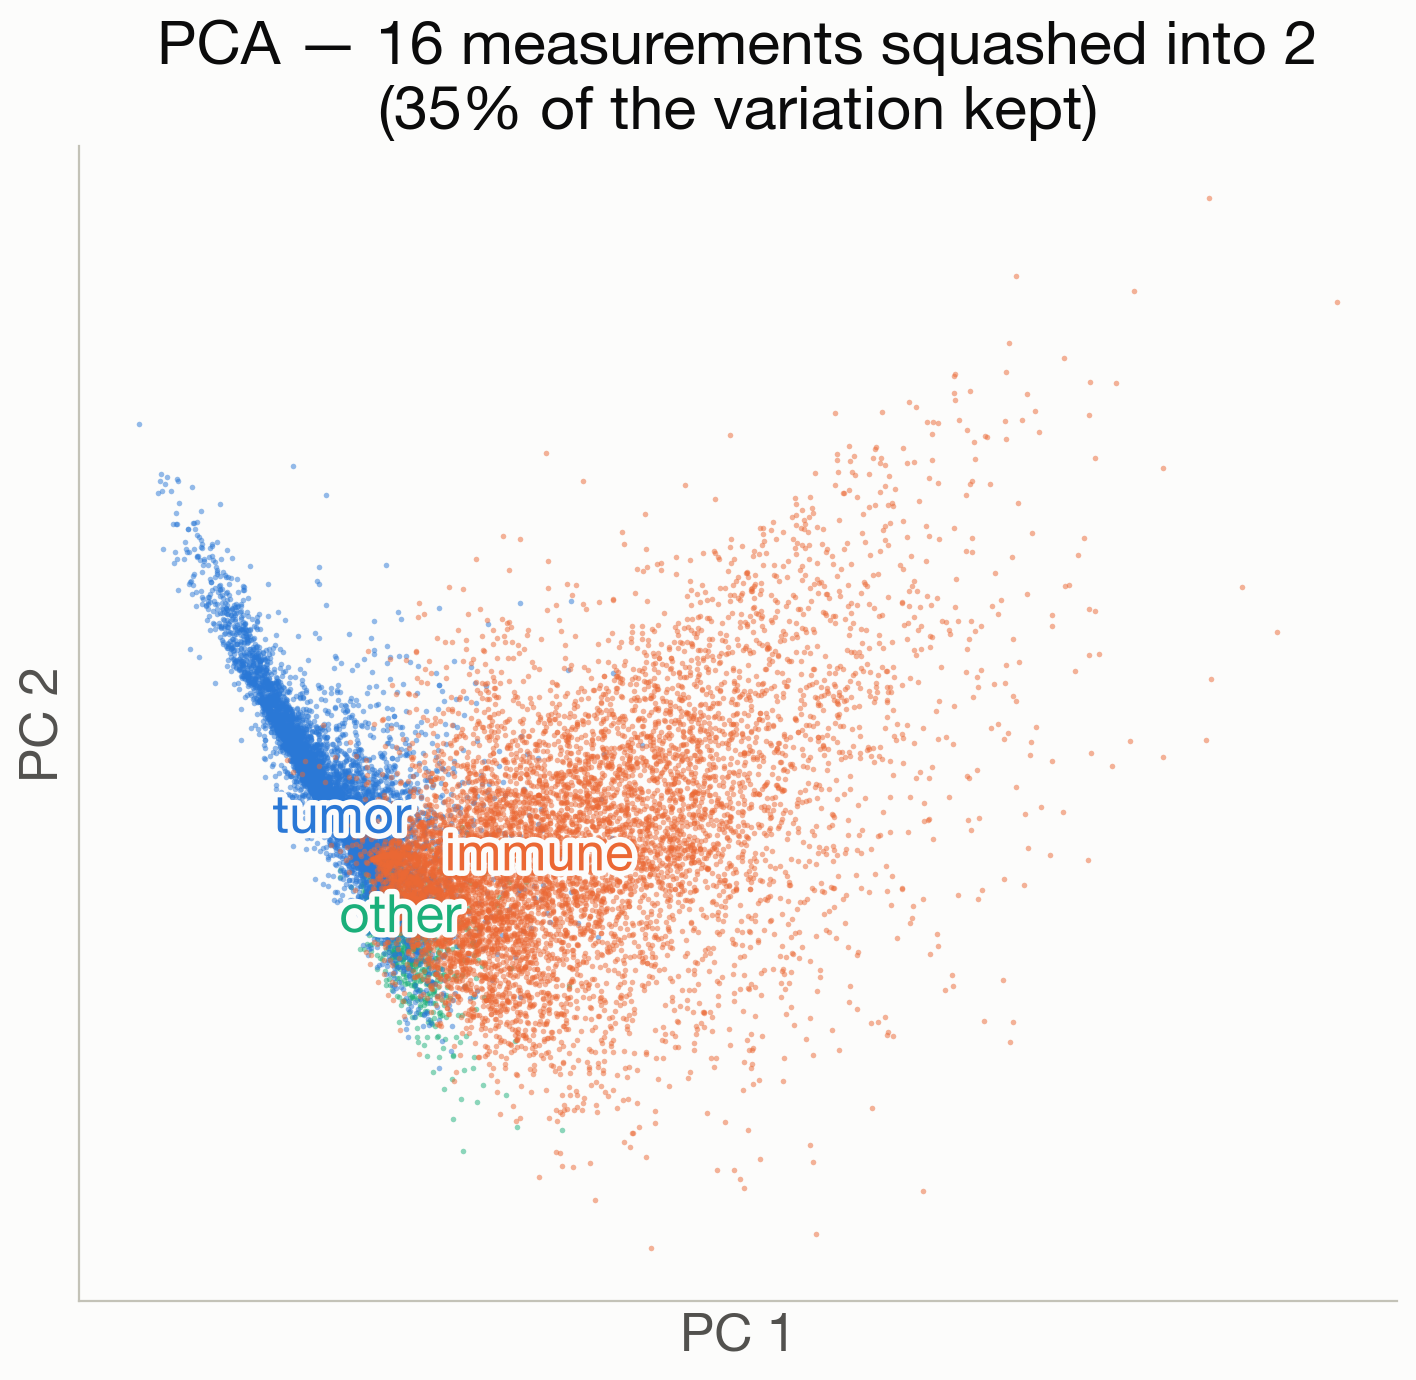 PCA — 16 measurements squashed into 2
(35% of the variation kept)
PC 2
tumor
immune
other
PC 1